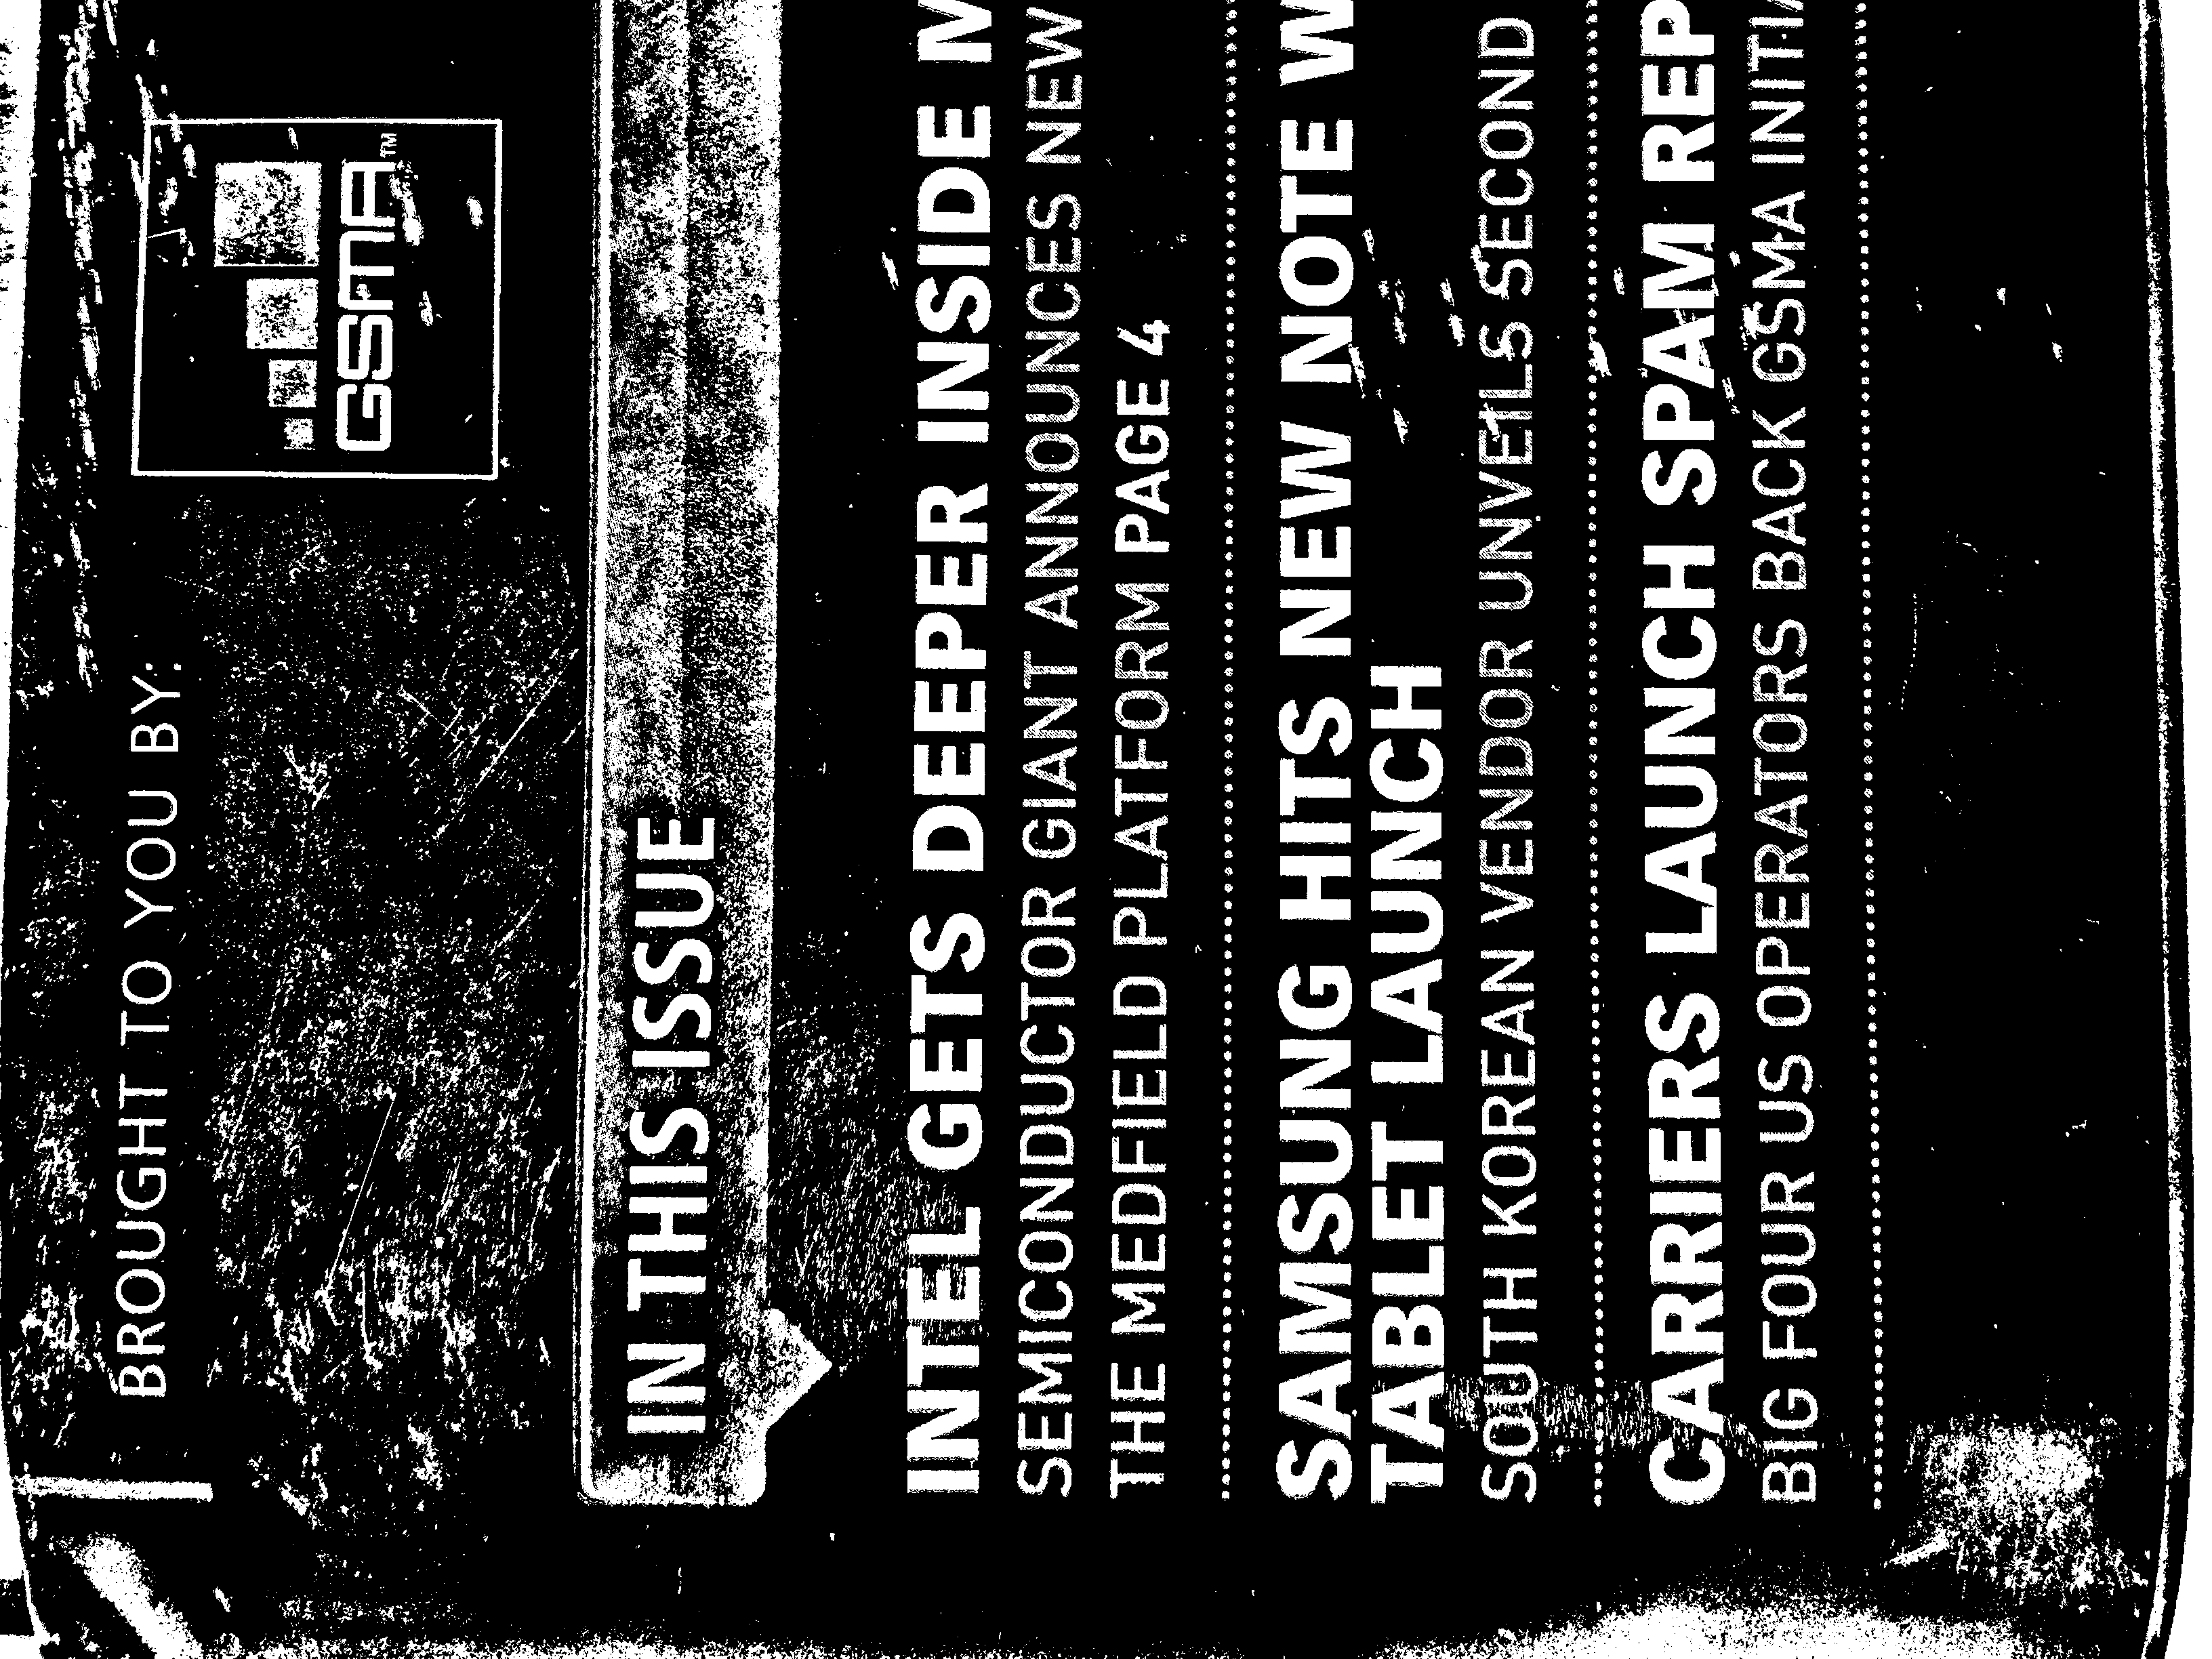 BROUGHT TO YOU BY:
GSMA™
IN THIS ISSUE
INTEL GETS DEEPER INSIDE
SEMICONDUCTOR GIANT ANNOUNCES NEW
THE MEDFIELD PLATFORM PAGE 4
SAMSUNG HITS NEW NOTE
TABLET LAUNCH
SOUTH KOREAN VENDOR UNVEILS SECOND
CARRIERS LAUNCH SPAM
BIG FOUR US OPERATORS BACK GSMA